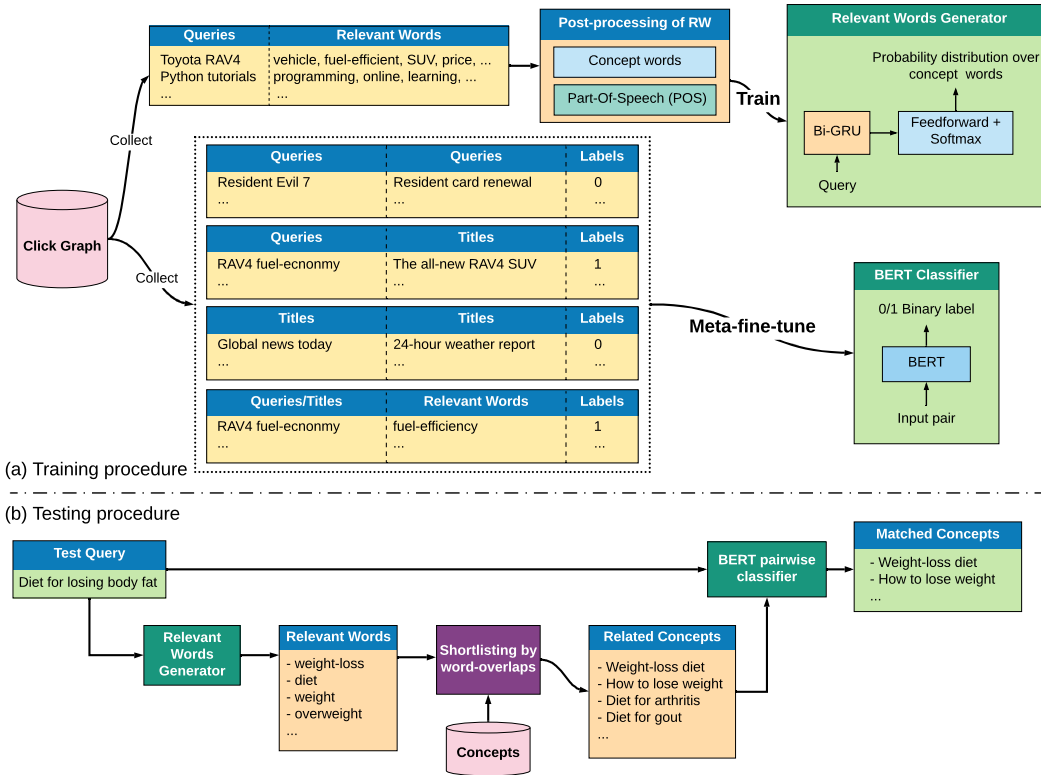 Queries Relevant Words
Toyota RAV4 vehicle, fuel-efficient, SUV, price, ...
Python tutorials programming, online, learning, ...
... ...
Post-processing of RW
Concept words
Part-Of-Speech (POS)
Train
Relevant Words Generator
Probability distribution over
concept words
Bi-GRU
Feedforward +
Softmax
Query
Collect
Click Graph
Collect
Queries Queries Labels
Resident Evil 7 Resident card renewal 0
... ... ...
Queries Titles Labels
RAV4 fuel-ecnonmy The all-new RAV4 SUV 1
... ... ...
Titles Titles Labels
Global news today 24-hour weather report 0
... ... ...
Queries/Titles Relevant Words Labels
RAV4 fuel-ecnonmy fuel-efficiency 1
... ... ...
Meta-fine-tune
BERT Classifier
0/1 Binary label
BERT
Input pair
(a) Training procedure
(b) Testing procedure
Test Query
Diet for losing body fat
Relevant
Words
Generator
Relevant Words
- weight-loss
- diet
- weight
- overweight
...
Shortlisting by
word-overlaps
Concepts
Related Concepts
- Weight-loss diet
- How to lose weight
- Diet for arthritis
- Diet for gout
...
BERT pairwise
classifier
Matched Concepts
- Weight-loss diet
- How to lose weight
...